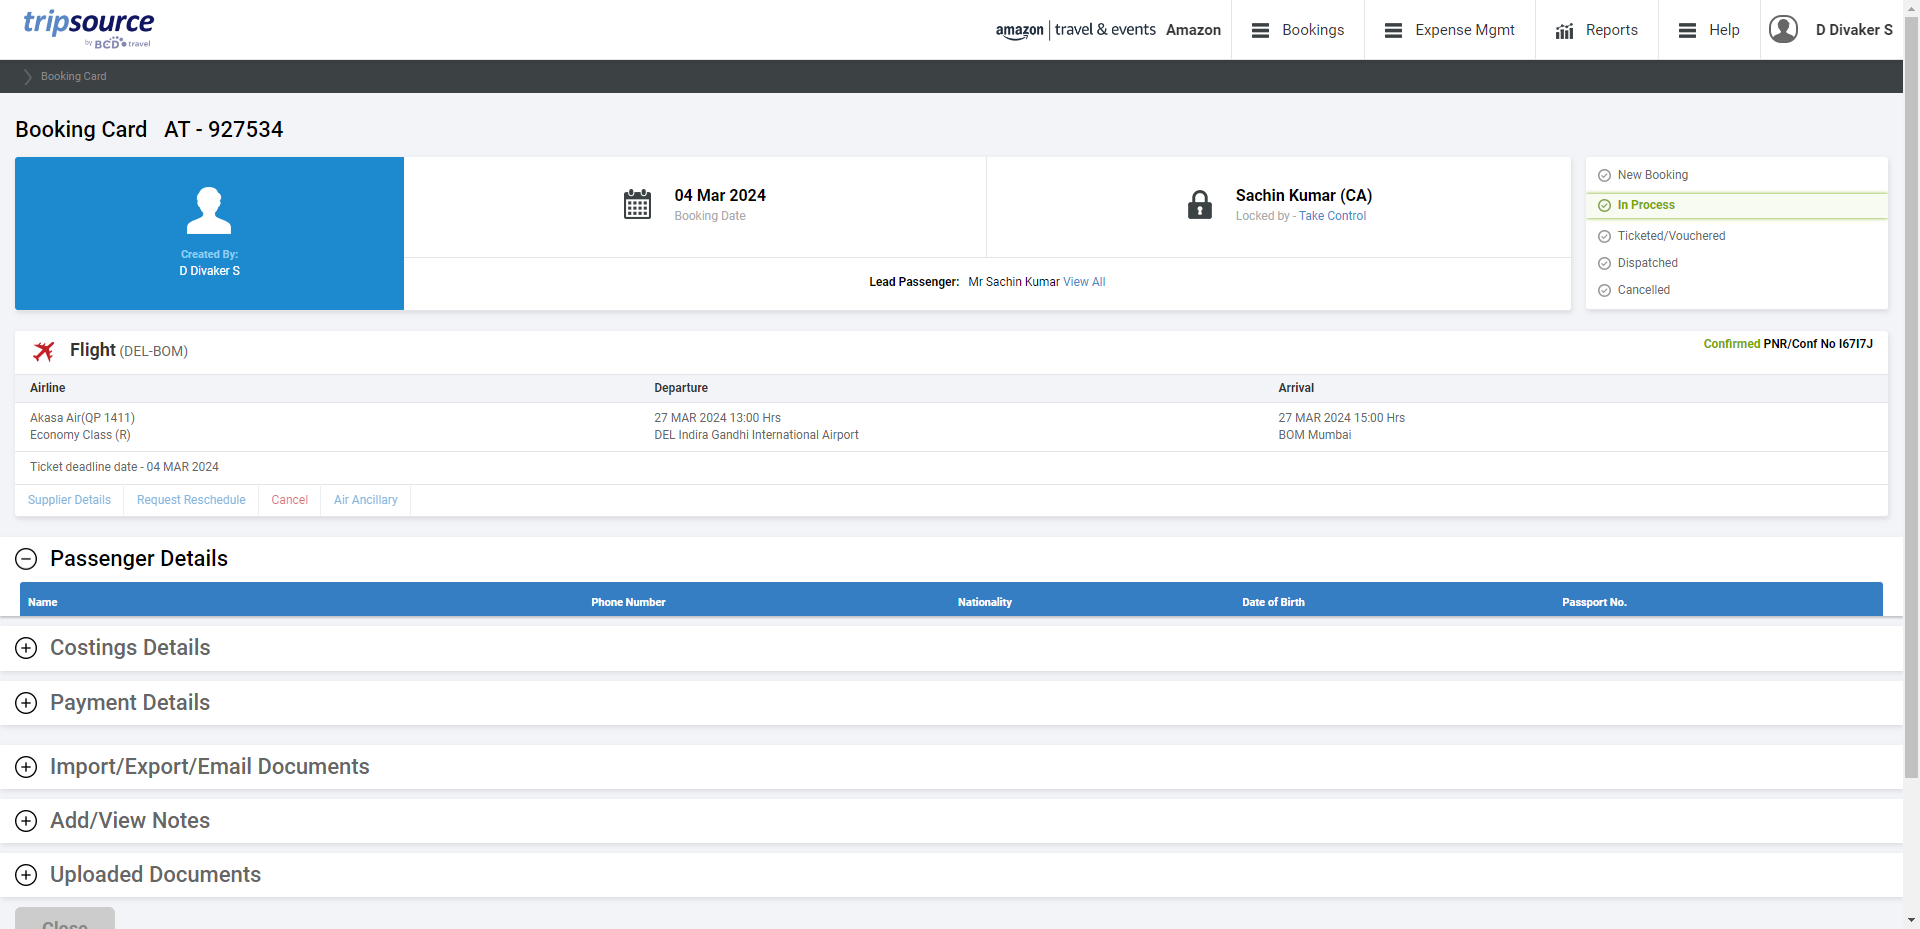 tripsource
by BCD travel
amazon | travel & events Amazon
Bookings
Expense Mgmt
Reports
Help
D Divaker S
Booking Card
Booking Card AT - 927534
Created By:
D Divaker S
04 Mar 2024
Booking Date
Sachin Kumar (CA)
Locked by - Take Control
Lead Passenger: Mr Sachin Kumar View All
New Booking
In Process
Ticketed/Vouchered
Dispatched
Cancelled
Flight (DEL-BOM)
Confirmed PNR/Conf No I67I7J
Airline Departure Arrival
Akasa Air(QP 1411) 27 MAR 2024 13:00 Hrs 27 MAR 2024 15:00 Hrs
Economy Class (R) DEL Indira Gandhi International Airport BOM Mumbai
Ticket deadline date - 04 MAR 2024
Supplier Details Request Reschedule Cancel Air Ancillary
Passenger Details
Name Phone Number Nationality Date of Birth Passport No.
Costings Details
Payment Details
Import/Export/Email Documents
Add/View Notes
Uploaded Documents
Close